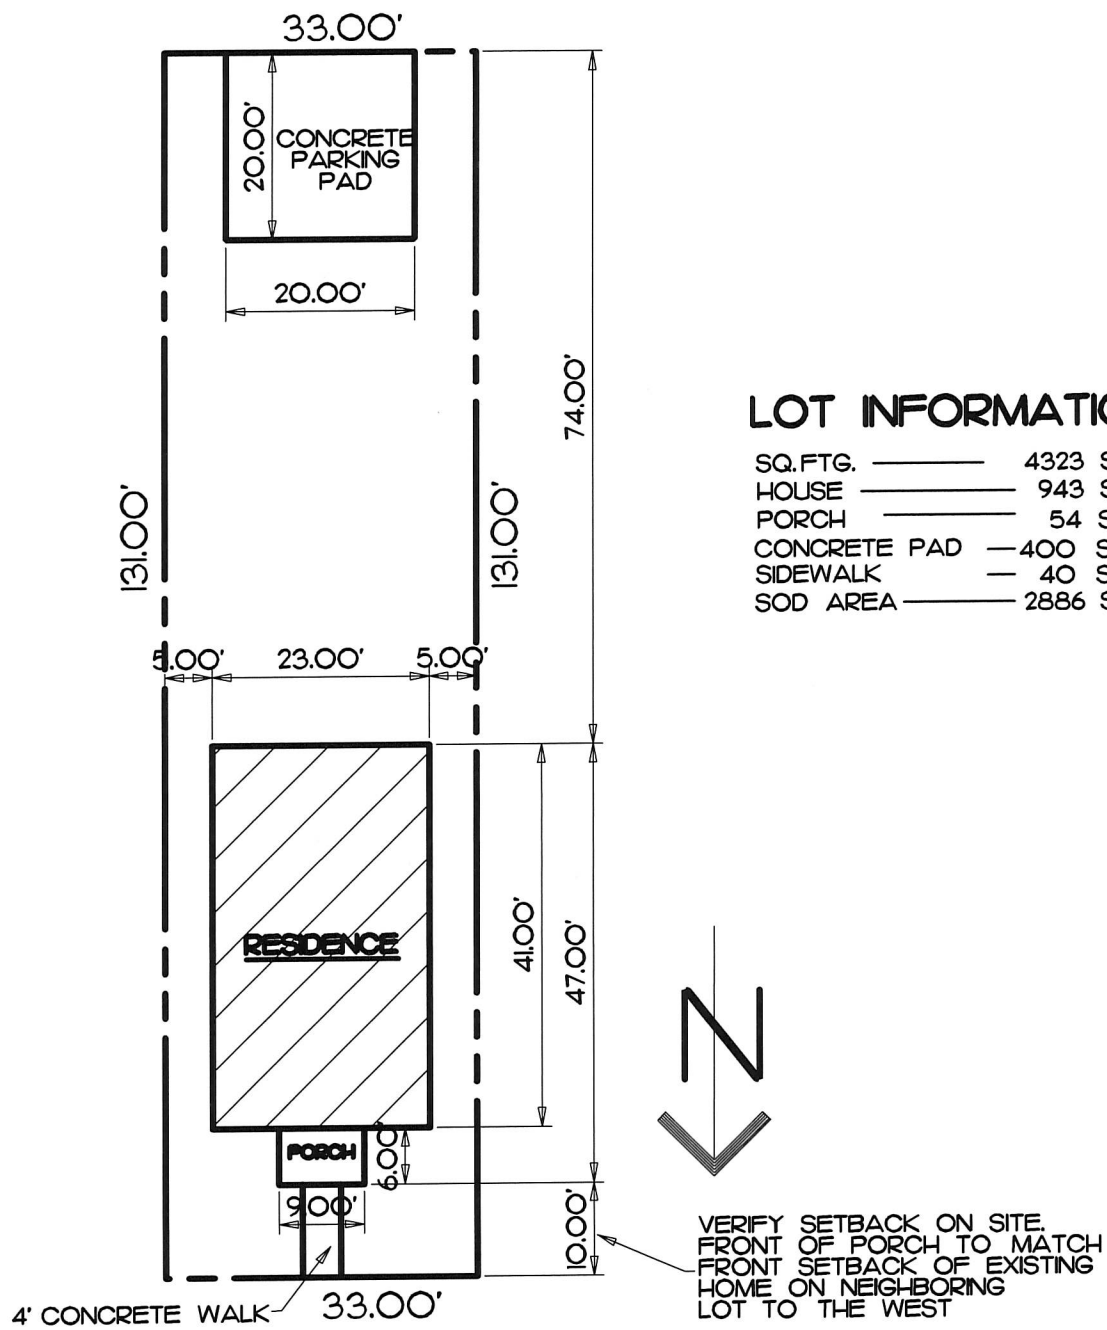 33.00'
20.00'
CONCRETE
PARKING
PAD
20.00'
74.00'
LOT INFORMATIO
SQ.FTG. 4323 S
HOUSE 943 S
PORCH 54 S
CONCRETE PAD 400 S
SIDEWALK 40 S
SOD AREA 2886 S
131.00'
131.00'
5.00' 23.00' 5.00'
RESIDENCE
41.00'
47.00'
N
PORCH
6.00'
9.00'
10.00'
VERIFY SETBACK ON SITE.
FRONT OF PORCH TO MATCH
FRONT SETBACK OF EXISTING
HOME ON NEIGHBORING
LOT TO THE WEST
4' CONCRETE WALK
33.00'